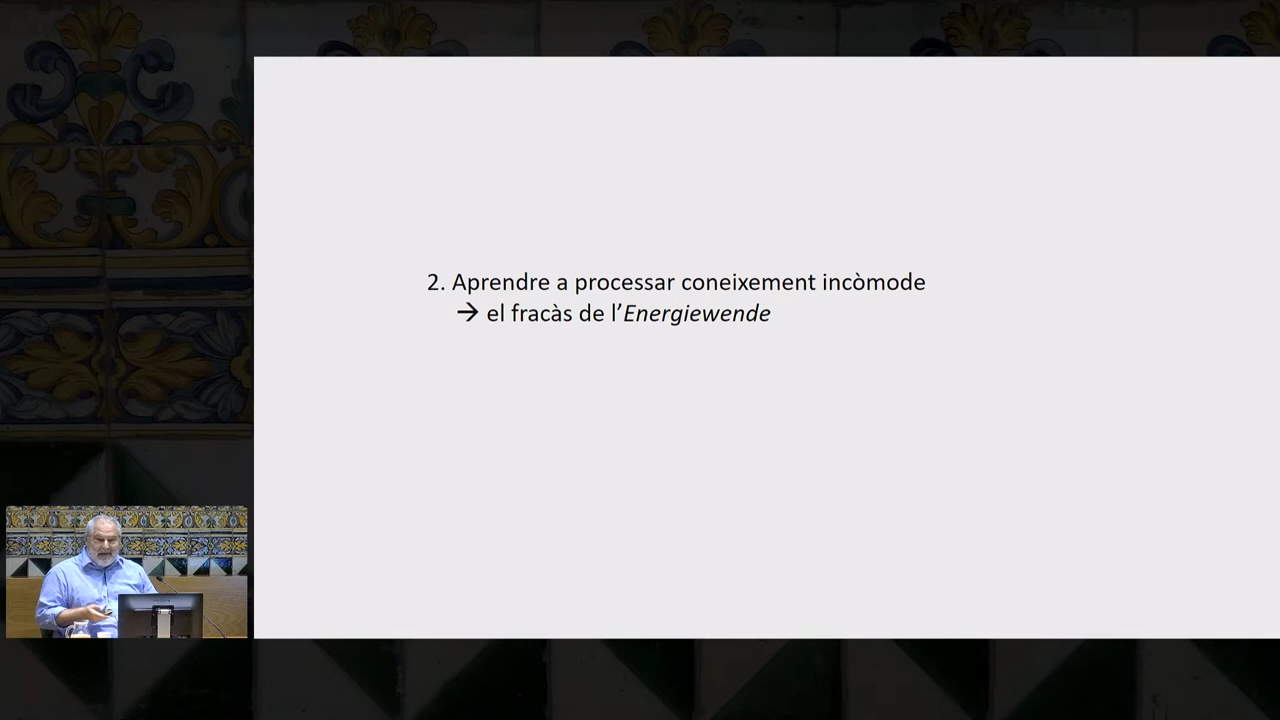 2. Aprendre a processar coneixement incòmode
→ el fracàs de l’Energiewende